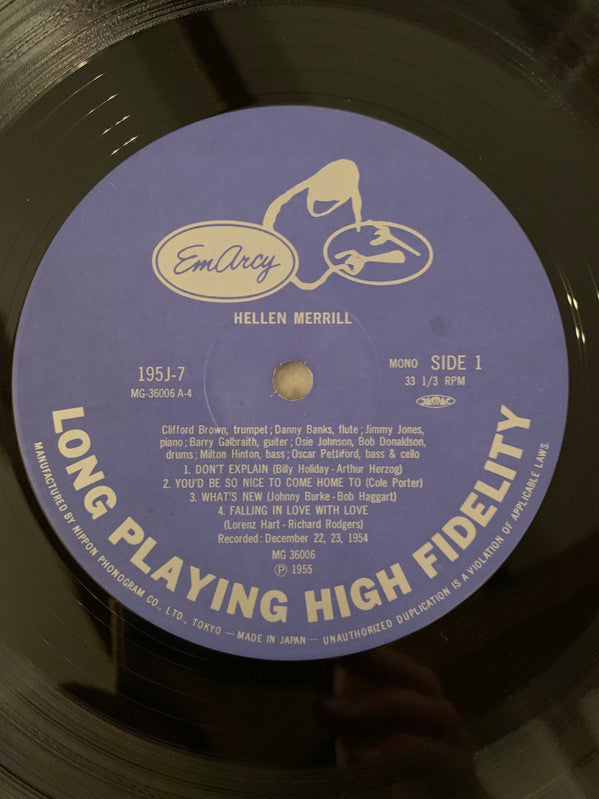 EmArcy
HELLEN MERRILL
195J-7
MG-36006 A-4
MONO SIDE 1
33 1/3 RPM
JASRAC
Clifford Brown, trumpet; Danny Banks, flute; Jimmy Jones,
piano; Barry Galbraith, guiter; Osie Johnson, Bob Donaldson,
drums; Milton Hinton, bass; Oscar Pettiford, bass & cello
1. DON'T EXPLAIN (Billy Holiday-Arthur Herzog)
2. YOU'D BE SO NICE TO COME HOME TO (Cole Porter)
3. WHAT'S NEW (Johnny Burke-Bob Haggart)
4. FALLING IN LOVE WITH LOVE
(Lorenz Hart-Richard Rodgers)
Recorded: December 22, 23, 1954
MG 36006
Ⓟ 1955
LONG PLAYING HIGH FIDELITY
MANUFACTURED BY NIPPON PHONOGRAM CO., LTD., TOKYO — MADE IN JAPAN — UNAUTHORIZED DUPLICATION IS A VIOLATION OF APPLICABLE LAWS.